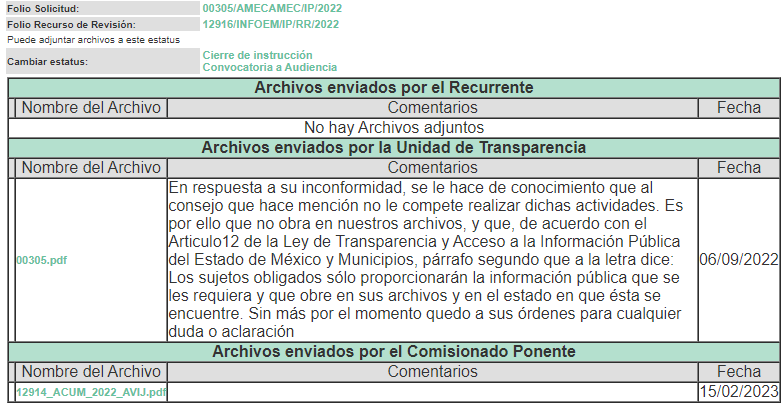 Folio Solicitud: 00305/AMECAMEC/IP/2022
Folio Recurso de Revisión: 12916/INFOEM/IP/RR/2022
Puede adjuntar archivos a este estatus
Cambiar estatus: Cierre de instrucción
Convocatoria a Audiencia
Archivos enviados por el Recurrente
Nombre del Archivo Comentarios Fecha
No hay Archivos adjuntos
Archivos enviados por la Unidad de Transparencia
Nombre del Archivo Comentarios Fecha
En respuesta a su inconformidad, se le hace de conocimiento que al
consejo que hace mención no le compete realizar dichas actividades. Es
por ello que no obra en nuestros archivos, y que, de acuerdo con el
Articulo12 de la Ley de Transparencia y Acceso a la Información Pública
00305.pdf del Estado de México y Municipios, párrafo segundo que a la letra dice: 06/09/2022
Los sujetos obligados sólo proporcionarán la información pública que se
les requiera y que obre en sus archivos y en el estado en que ésta se
encuentre. Sin más por el momento quedo a sus órdenes para cualquier
duda o aclaración
Archivos enviados por el Comisionado Ponente
Nombre del Archivo Comentarios Fecha
12914_ACUM_2022_AVIJ.pdf 15/02/2023